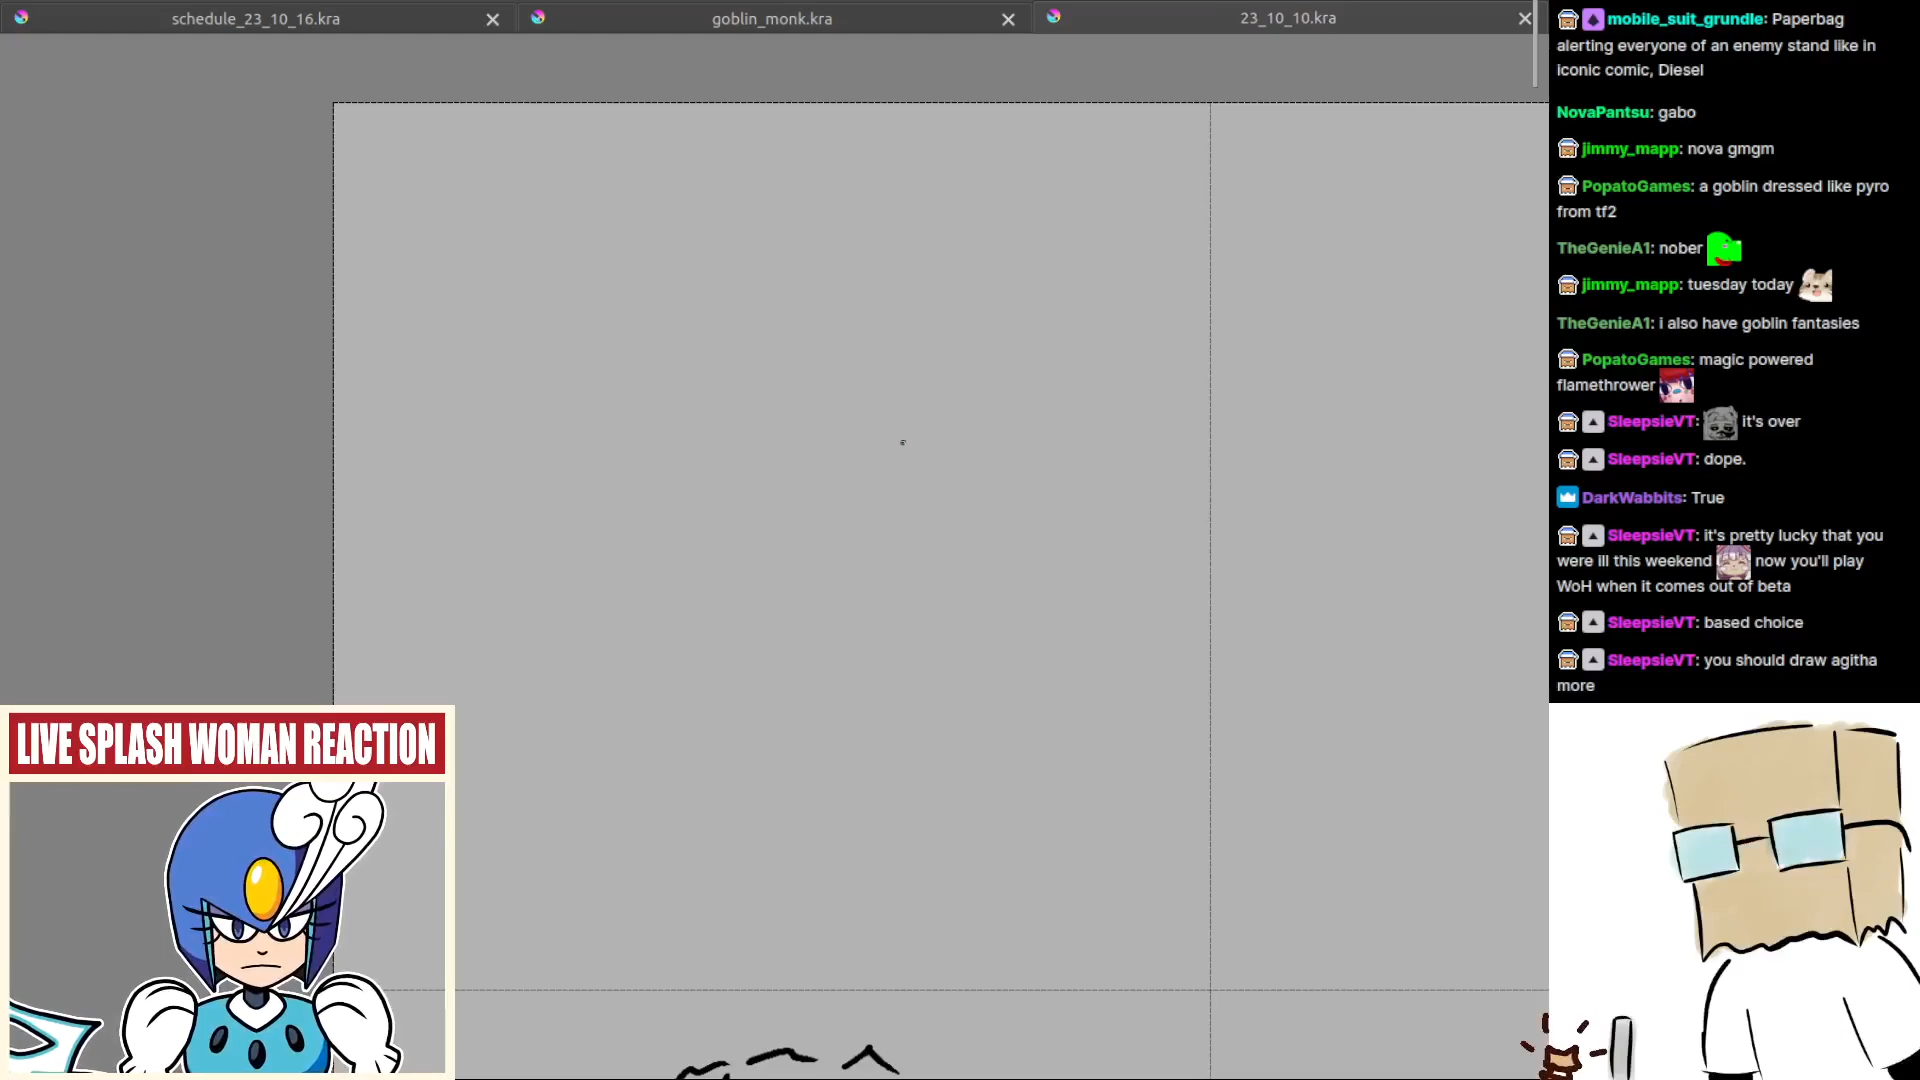 schedule_23_10_16.kra
goblin_monk.kra
23_10_10.kra
mobile_suit_grundle: Paperbag
alerting everyone of an enemy stand like in
iconic comic, Diesel
NovaPantsu: gabo
jimmy_mapp: nova gmgm
PopatoGames: a goblin dressed like pyro
from tf2
TheGenieA1: nober
jimmy_mapp: tuesday today
TheGenieA1: i also have goblin fantasies
PopatoGames: magic powered
flamethrower
SleepsieVT: it's over
SleepsieVT: dope.
DarkWabbits: True
SleepsieVT: it's pretty lucky that you
were ill this weekend now you'll play
WoH when it comes out of beta
SleepsieVT: based choice
SleepsieVT: you should draw agitha
more
LIVE SPLASH WOMAN REACTION